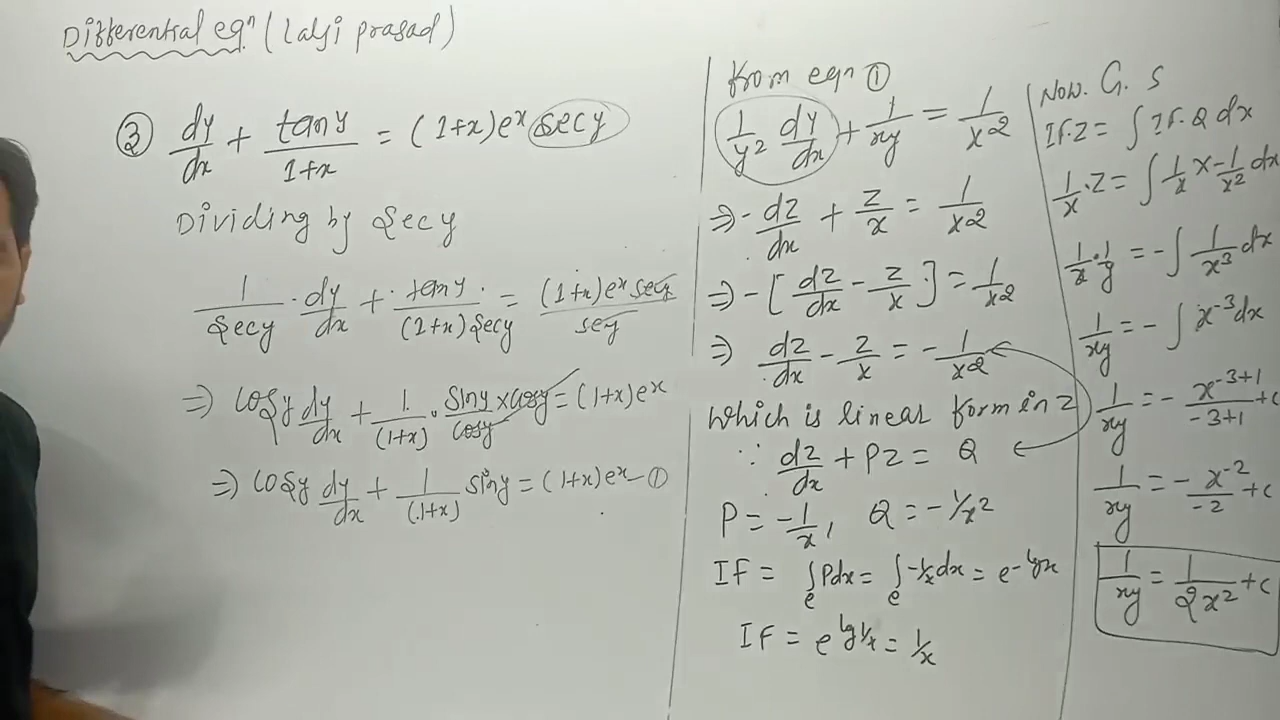 Differential eqⁿ (Lalji prasad)
② dy/dx + tany/1+x = (1+x)eˣ secy
Dividing by Secy
1/Secy · dy/dx + tany/(1+x)Secy = (1+x)eˣ secy/secy
⇒ cosy dy/dx + 1/(1+x) · siny/cosy × cosy = (1+x)eˣ
⇒ cosy dy/dx + 1/(1+x) siny = (1+x)eˣ — ①
from eqn ①
1/y² dy/dx + 1/xy = 1/x²
⇒ - dz/dx + z/x = 1/x²
⇒ - [dz/dx - z/x] = 1/x²
⇒ dz/dx - z/x = - 1/x²
Which is linear form in z
∵ dz/dx + Pz = Q
P = -1/x, Q = -1/x²
IF = e^∫Pdx = e^∫-1/x dx = e^-logx
IF = e^log1/x = 1/x
Now. G. S
IF.Z = ∫ IF. Q dx
1/x · Z = ∫ 1/x × -1/x² dx
1/x · 1/y = - ∫ 1/x³ dx
1/xy = - ∫ x⁻³ dx
1/xy = - x⁻³⁺¹/-3+1 + c
1/xy = - x⁻²/-2 + c
1/xy = 1/2x² + c